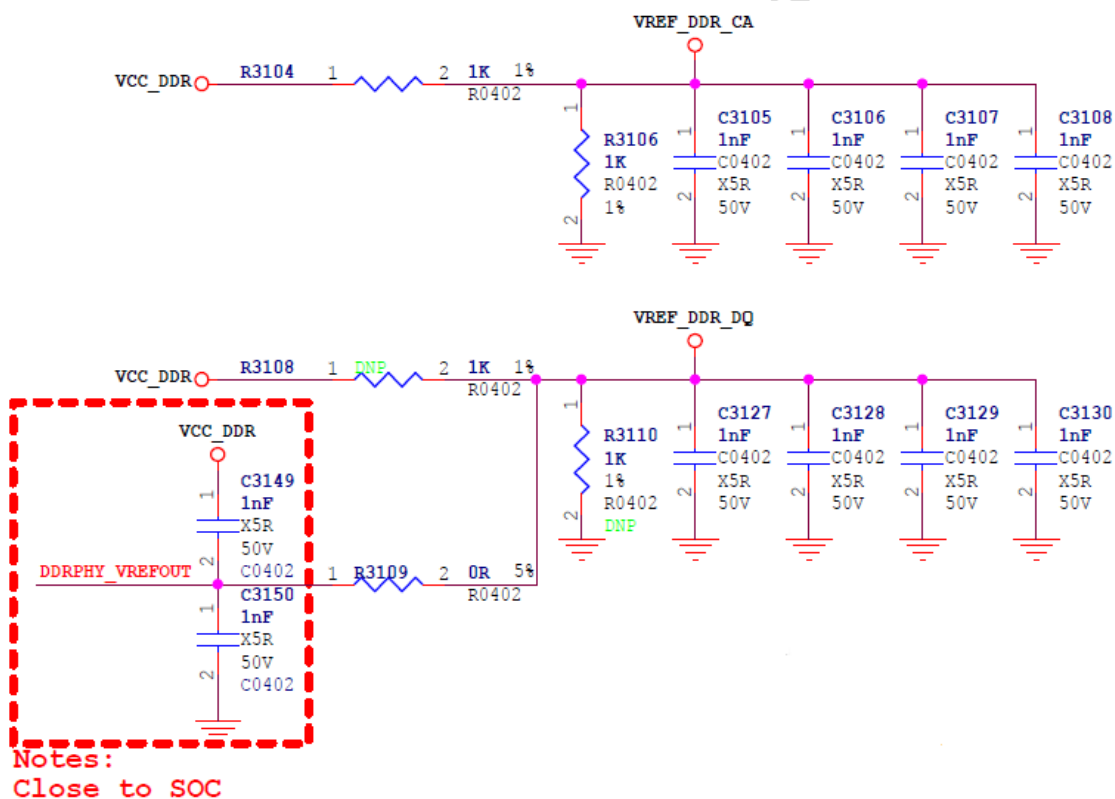 VREF_DDR_CA
VCC_DDR R3104 1 2 1K 1%
R0402
1
R3106
1K
R0402
1%
2
1
C3105
1nF
C0402
X5R
50V
2
1
C3106
1nF
C0402
X5R
50V
2
1
C3107
1nF
C0402
X5R
50V
2
1
C3108
1nF
C0402
X5R
50V
2
VREF_DDR_DQ
VCC_DDR R3108 1 DNP 2 1K 1%
R0402
1
R3110
1K
1%
R0402
DNP
2
1
C3127
1nF
C0402
X5R
50V
2
1
C3128
1nF
C0402
X5R
50V
2
1
C3129
1nF
C0402
X5R
50V
2
1
C3130
1nF
C0402
X5R
50V
2
VCC_DDR
1
C3149
1nF
X5R
50V
2
C0402
DDRPHY_VREFOUT 1 R3109 2 0R 5%
R0402
1
C3150
1nF
X5R
50V
2
C0402
Notes:
Close to SOC